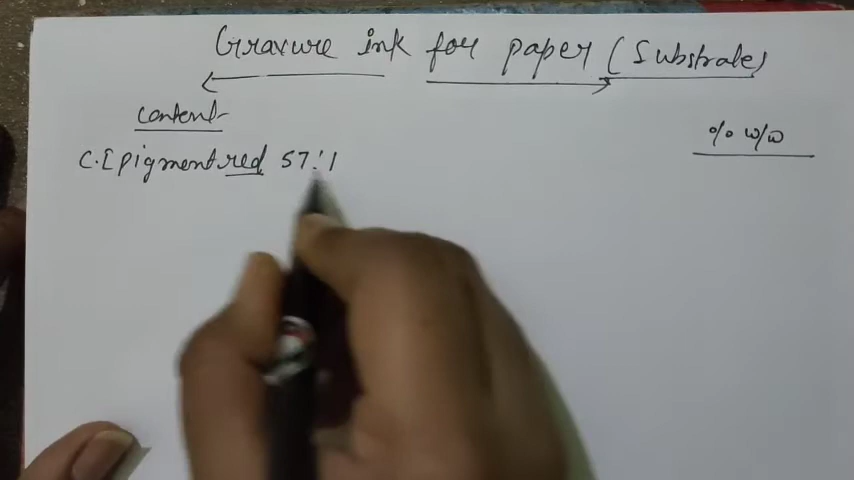 Gravure ink for paper (Substrate)
content
% w/w
C.I pigment red 57:1